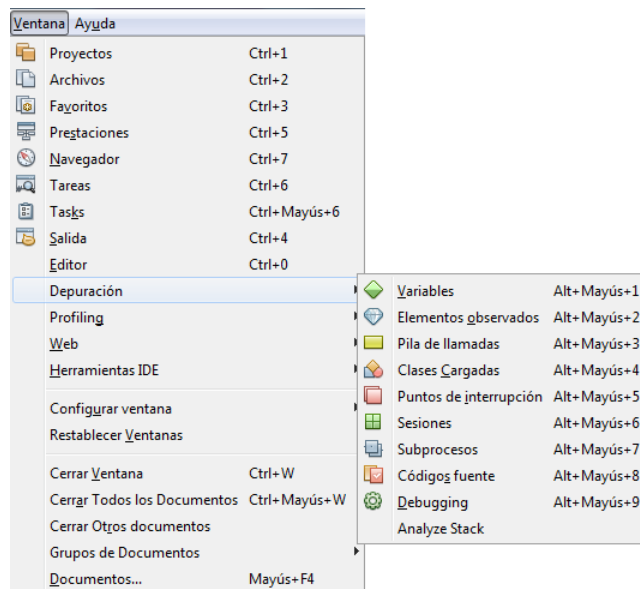 Ventana Ayuda
Proyectos Ctrl+1
Archivos Ctrl+2
Favoritos Ctrl+3
Prestaciones Ctrl+5
Navegador Ctrl+7
Tareas Ctrl+6
Tasks Ctrl+Mayús+6
Salida Ctrl+4
Editor Ctrl+0
Depuración
Profiling
Web
Herramientas IDE
Configurar ventana
Restablecer Ventanas
Cerrar Ventana Ctrl+W
Cerrar Todos los Documentos Ctrl+Mayús+W
Cerrar Otros documentos
Grupos de Documentos
Documentos... Mayús+F4
Variables Alt+Mayús+1
Elementos observados Alt+Mayús+2
Pila de llamadas Alt+Mayús+3
Clases Cargadas Alt+Mayús+4
Puntos de interrupción Alt+Mayús+5
Sesiones Alt+Mayús+6
Subprocesos Alt+Mayús+7
Códigos fuente Alt+Mayús+8
Debugging Alt+Mayús+9
Analyze Stack